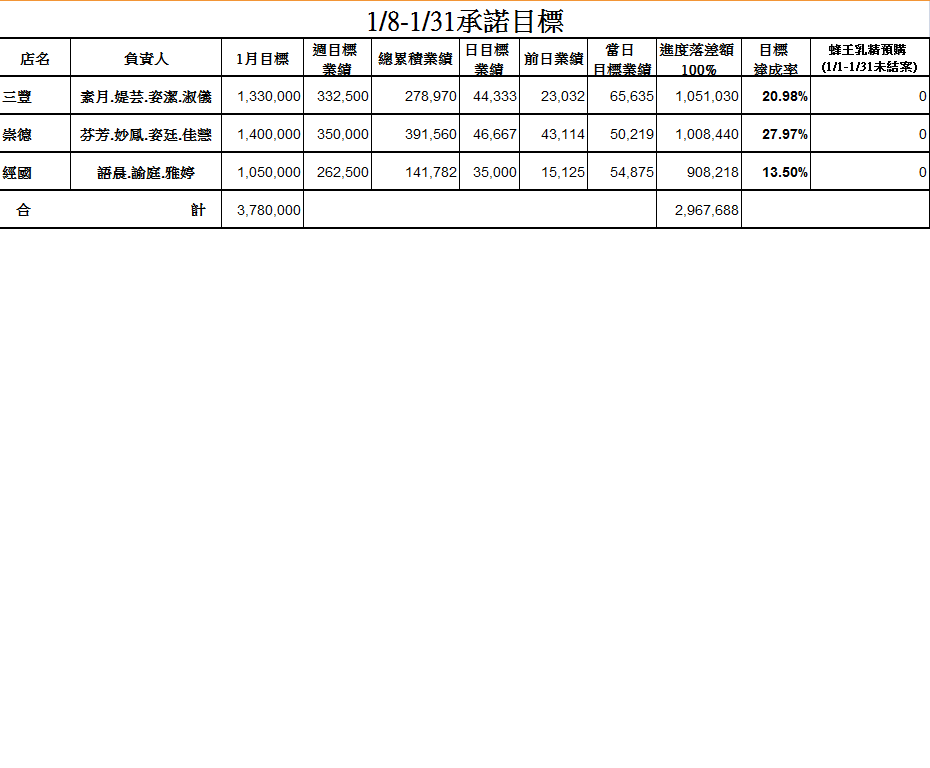 1/8-1/31承諾目標
店名 負責人 1月目標 週目標業績 總累積業績 日目標業績 前日業績 當日目標業績 進度落差額100% 目標達成率 蜂王乳精預購(1/1-1/31未結案)
三豐 素月.媞芸.姿潔.淑儀 1,330,000 332,500 278,970 44,333 23,032 65,635 1,051,030 20.98% 0
崇德 芬芳.妙鳳.姿廷.佳慧 1,400,000 350,000 391,560 46,667 43,114 50,219 1,008,440 27.97% 0
經國 語晨.諭庭.雅婷 1,050,000 262,500 141,782 35,000 15,125 54,875 908,218 13.50% 0
合 計 3,780,000 2,967,688